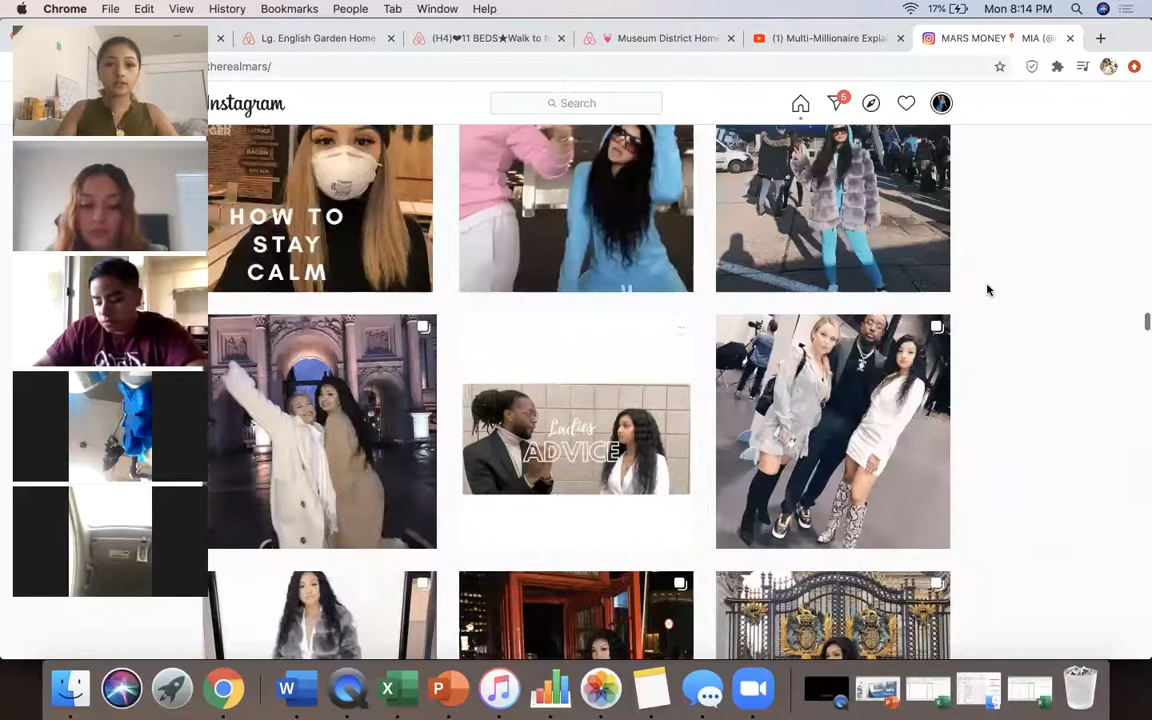 Chrome File Edit View History Bookmarks People Tab Window Help 17% Mon 8:14 PM
Lg. English Garden Home (H4)❤11 BEDS★Walk to Museum District Home (1) Multi-Millionaire MARS MONEY📍 MIA
therealmars/
Instagram Search 5
BACON
HOW TO
STAY
CALM
Ladies
ADVICE
W X P